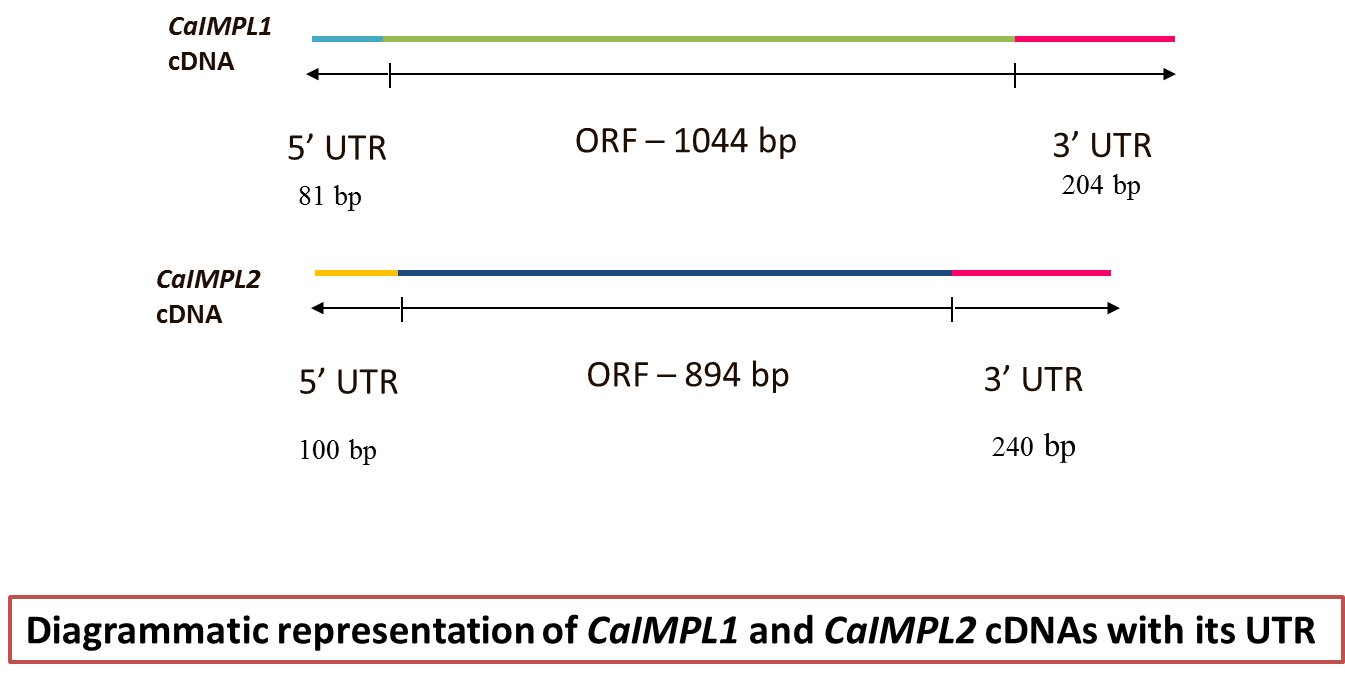 CaIMPL1
cDNA
5’ UTR
ORF – 1044 bp
3’ UTR
81 bp
204 bp
CaIMPL2
cDNA
5’ UTR
ORF – 894 bp
3’ UTR
100 bp
240 bp
Diagrammatic representation of CaIMPL1 and CaIMPL2 cDNAs with its UTR